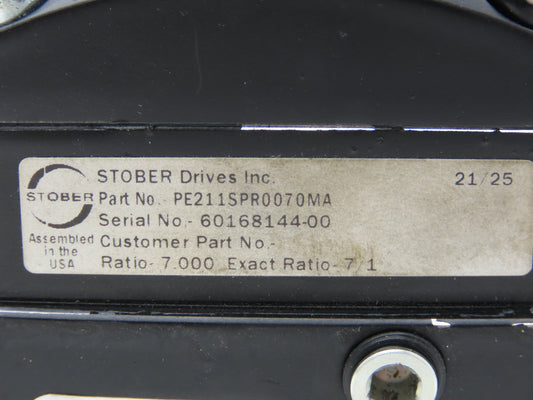 STOBER Drives Inc. 21/25
STOBER Part No.- PE211SPR0070MA
Serial No.- 60168144-00
Assembled in the USA
Customer Part No.-
Ratio- 7.000 Exact Ratio- 7/1